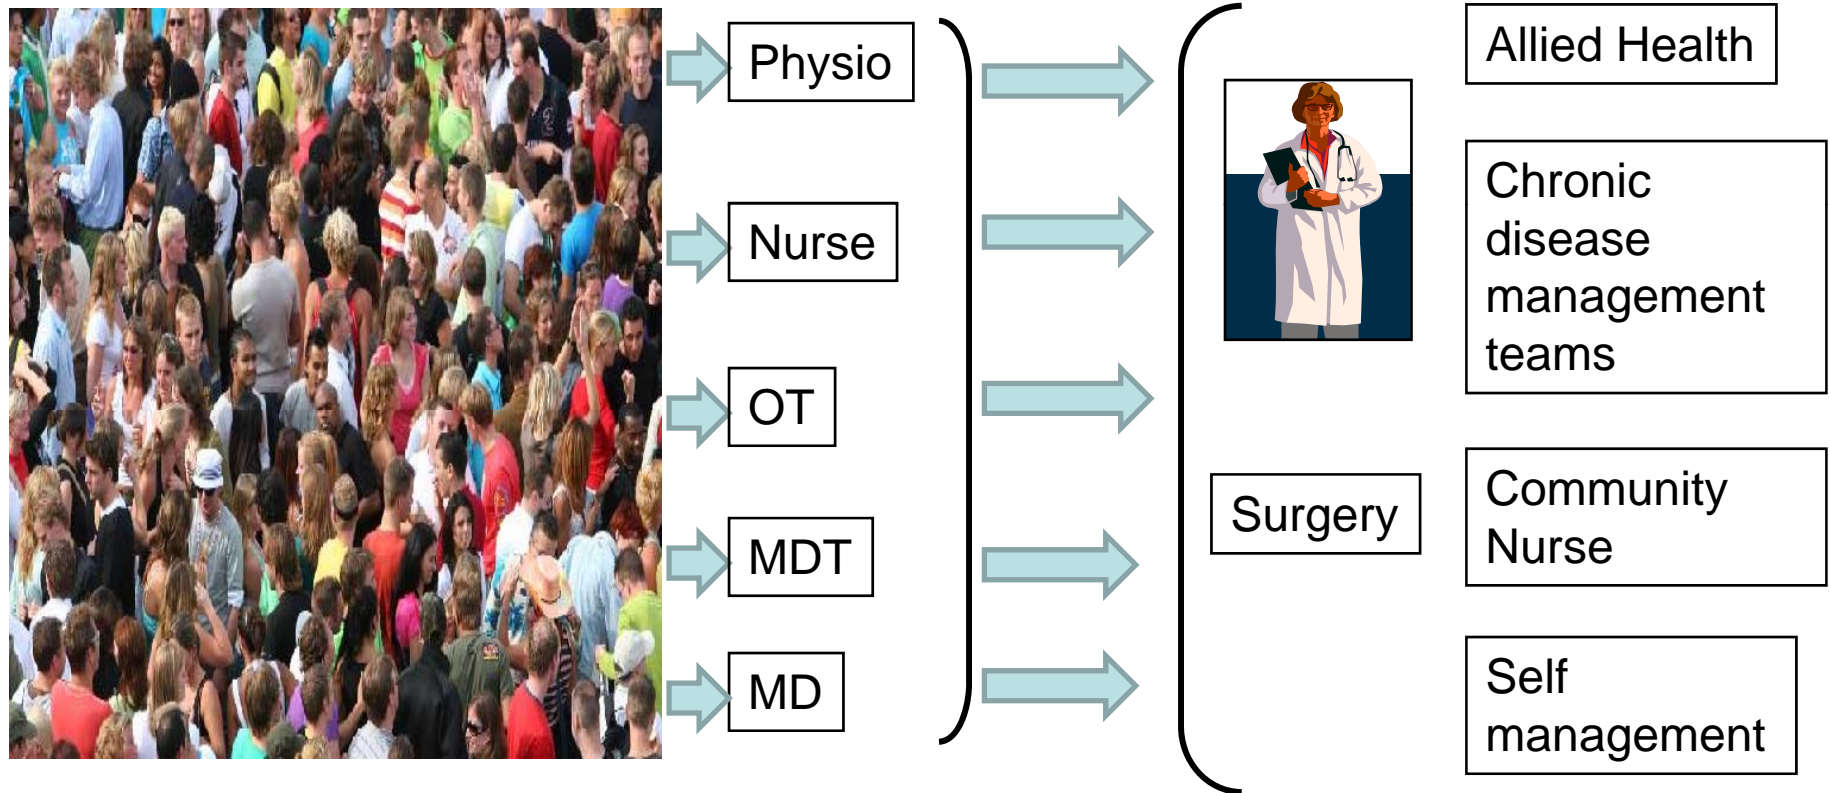 Physio
Nurse
OT
MDT
MD
Surgery
Allied Health
Chronic
disease
management
teams
Community
Nurse
Self
management